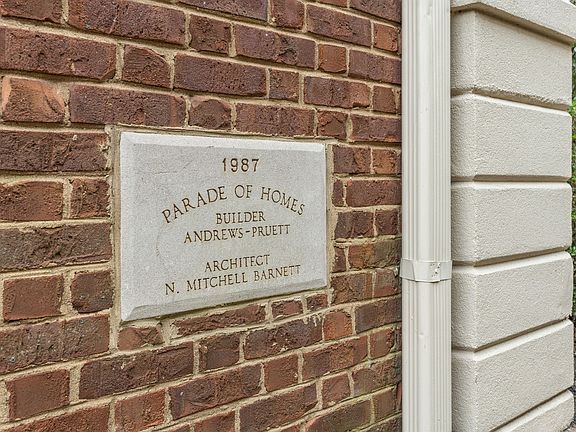 1987
PARADE OF HOMES
BUILDER
ANDREWS-PRUETT
ARCHITECT
N. MITCHELL BARNETT